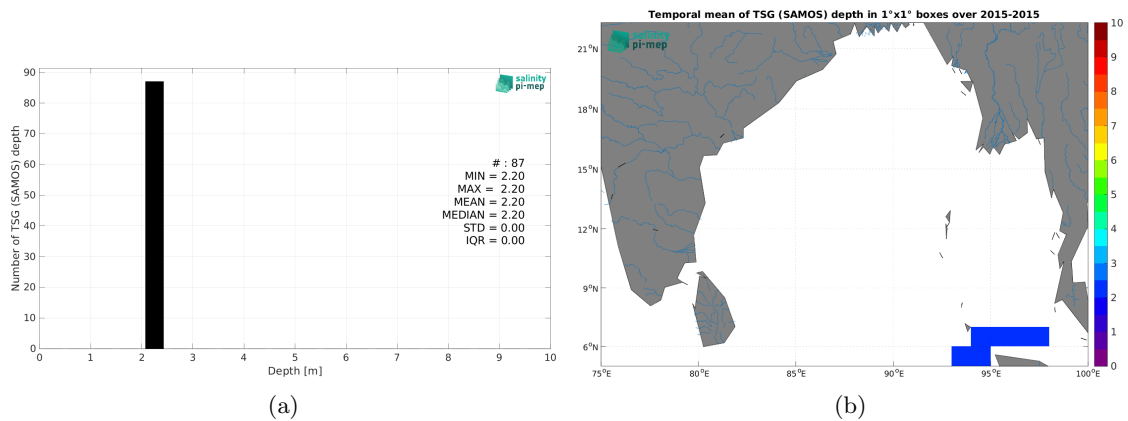 salinity
pi-mep
Number of TSG (SAMOS) depth
90
80
70
60
50
40
30
20
10
0
# : 87
MIN = 2.20
MAX = 2.20
MEAN = 2.20
MEDIAN = 2.20
STD = 0.00
IQR = 0.00
0 1 2 3 4 5 6 7 8 9 10
Depth [m]
(a)
Temporal mean of TSG (SAMOS) depth in 1°x1° boxes over 2015-2015
salinity
pi-mep
21°N
18°N
15°N
12°N
9°N
6°N
75°E 80°E 85°E 90°E 95°E 100°E
10
9
8
7
6
5
4
3
2
1
0
(b)